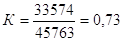 K = 33574/45763 = 0,73